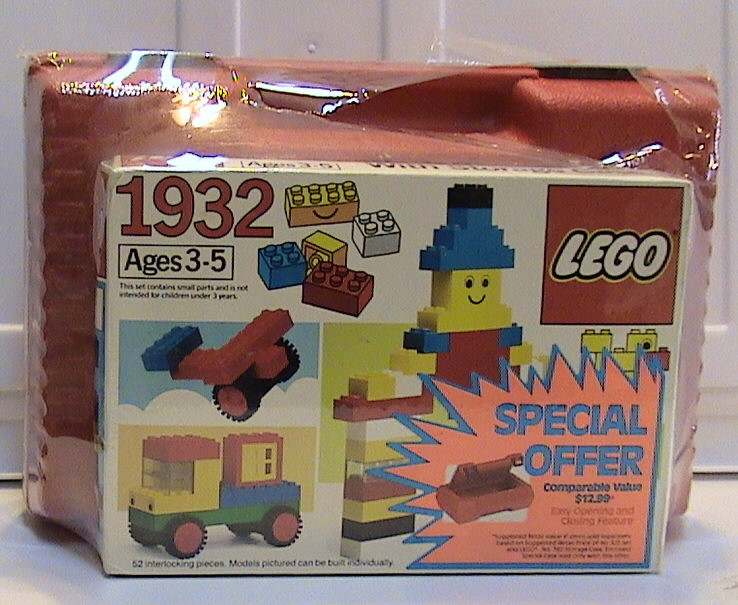 Ages 3-5
1932
Ages 3-5
This set contains small parts and is not
intended for children under 3 years.
LEGO
SPECIAL
OFFER
Comparable Value
$12.99*
Easy Opening and
Closing Feature
52 interlocking pieces. Models pictured can be built individually.